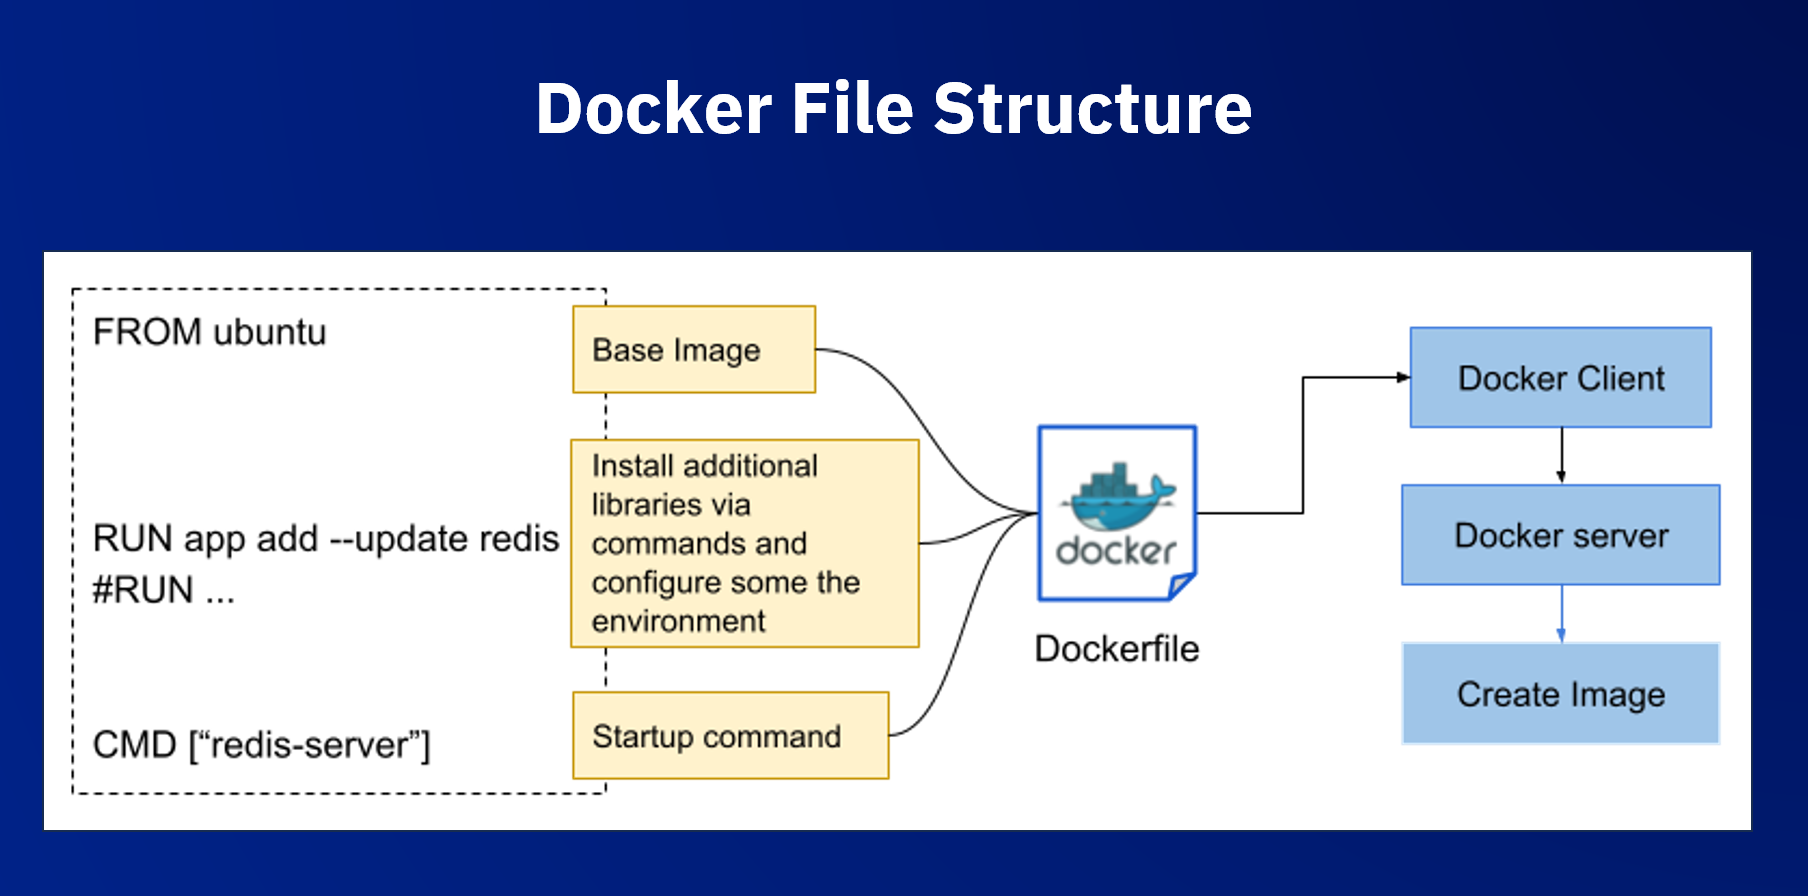 Docker File Structure
FROM ubuntu
Base Image
RUN app add --update redis
#RUN ...
Install additional
libraries via
commands and
configure some the
environment
CMD [“redis-server”]
Startup command
docker
Dockerfile
Docker Client
Docker server
Create Image